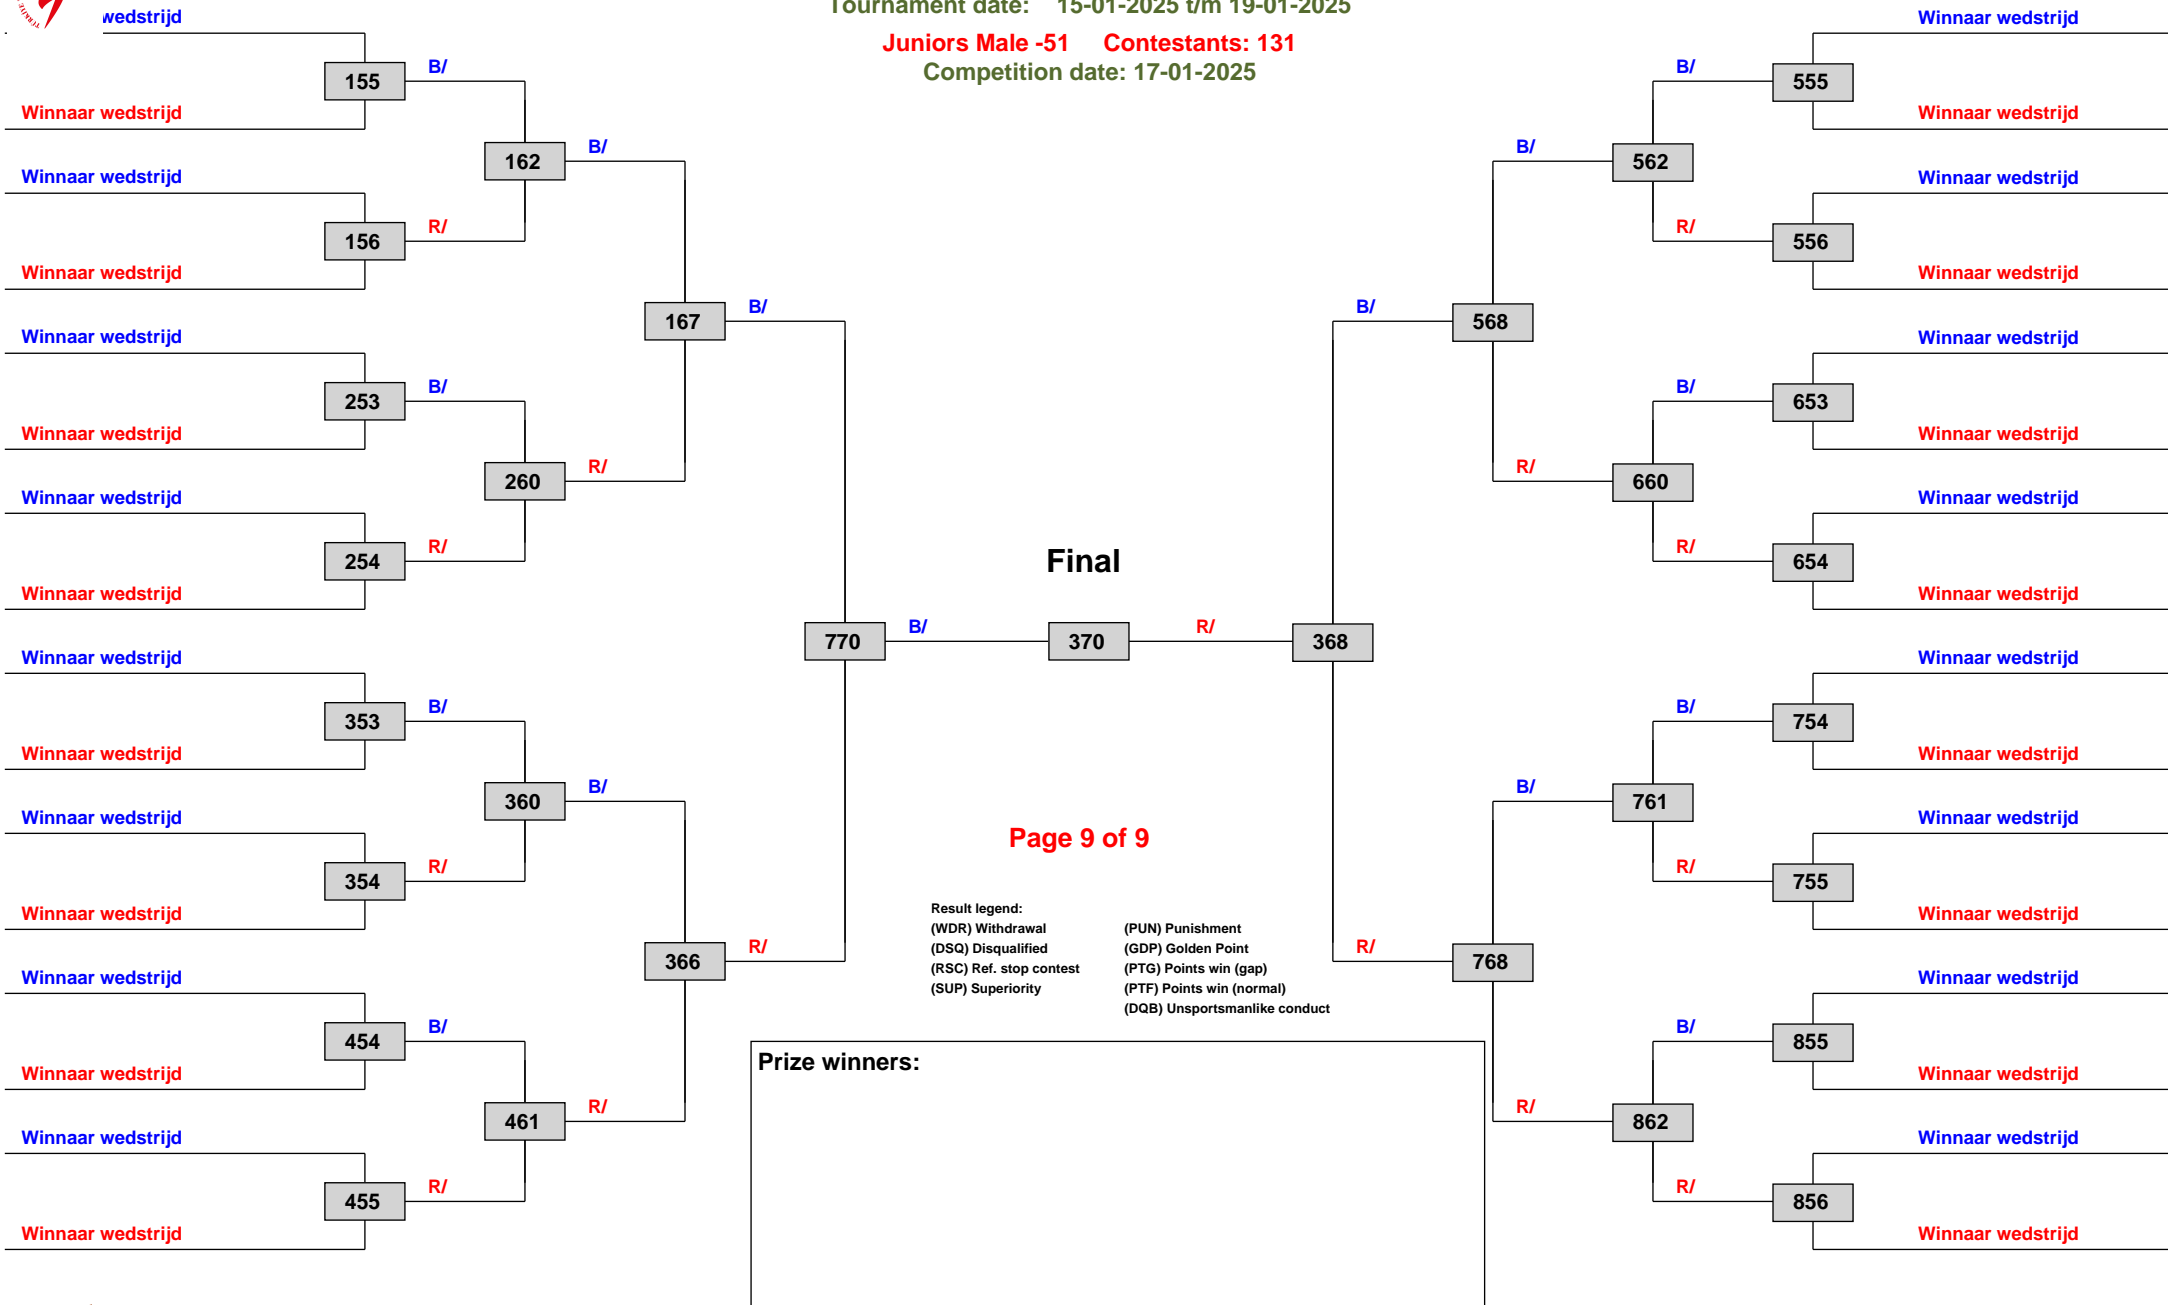 Tournament date: 15-01-2025 t/m 19-01-2025
Juniors Male -51 Contestants: 131
Competition date: 17-01-2025
wedstrijd
155
B/
Winnaar wedstrijd
162
B/
Winnaar wedstrijd
156
R/
Winnaar wedstrijd
167
B/
Winnaar wedstrijd
253
B/
Winnaar wedstrijd
260
R/
Winnaar wedstrijd
254
R/
Winnaar wedstrijd
770
B/
Winnaar wedstrijd
353
B/
Winnaar wedstrijd
360
B/
Winnaar wedstrijd
354
R/
Winnaar wedstrijd
366
R/
Winnaar wedstrijd
454
B/
Winnaar wedstrijd
461
R/
Winnaar wedstrijd
455
R/
Winnaar wedstrijd
Final
370
R/
368
Page 9 of 9
Result legend:
(WDR) Withdrawal (PUN) Punishment
(DSQ) Disqualified (GDP) Golden Point
(RSC) Ref. stop contest (PTG) Points win (gap)
(SUP) Superiority (PTF) Points win (normal)
(DQB) Unsportsmanlike conduct
Prize winners:
Winnaar wedstrijd
B/
555
Winnaar wedstrijd
B/
562
Winnaar wedstrijd
R/
556
Winnaar wedstrijd
B/
568
Winnaar wedstrijd
B/
653
Winnaar wedstrijd
R/
660
Winnaar wedstrijd
R/
654
Winnaar wedstrijd
Winnaar wedstrijd
B/
754
Winnaar wedstrijd
B/
761
Winnaar wedstrijd
R/
755
Winnaar wedstrijd
R/
768
Winnaar wedstrijd
B/
855
Winnaar wedstrijd
R/
862
Winnaar wedstrijd
R/
856
Winnaar wedstrijd